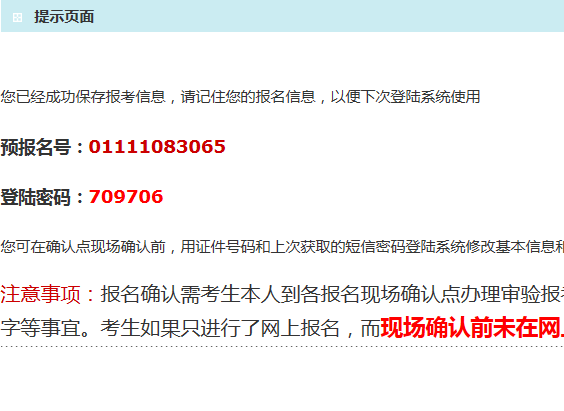 提示页面
您已经成功保存报考信息，请记住您的报名信息，以便下次登陆系统使用
预报名号：01111083065
登陆密码：709706
您可在确认点现场确认前，用证件号码和上次获取的短信密码登陆系统修改基本信息和
注意事项：报名确认需考生本人到各报名现场确认点办理审验报考
字等事宜。考生如果只进行了网上报名，而现场确认前未在网